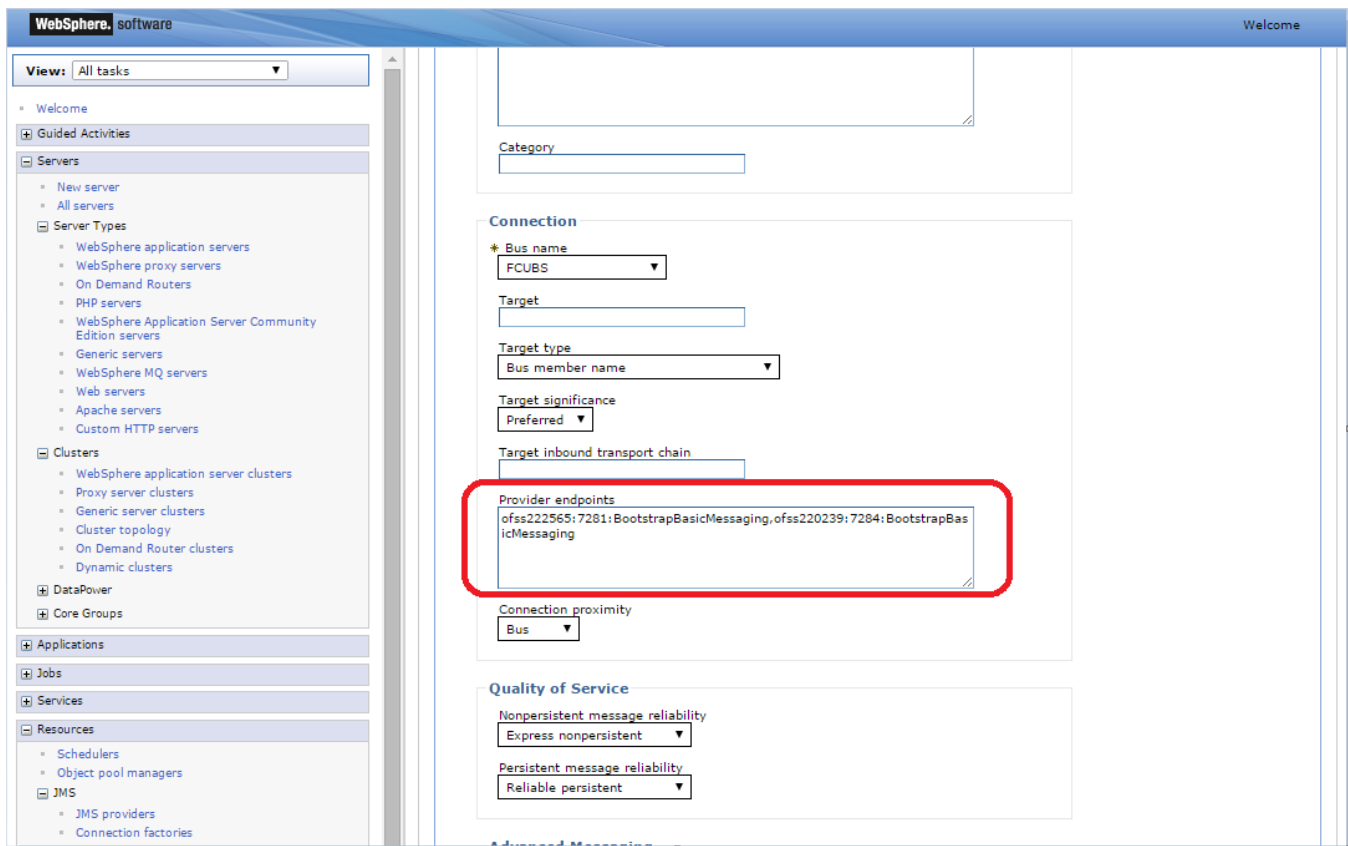 WebSphere. software
Welcome
View: All tasks
Welcome
Guided Activities
Servers
New server
All servers
Server Types
WebSphere application servers
WebSphere proxy servers
On Demand Routers
PHP servers
WebSphere Application Server Community
Edition servers
Generic servers
WebSphere MQ servers
Web servers
Apache servers
Custom HTTP servers
Clusters
WebSphere application server clusters
Proxy server clusters
Generic server clusters
Cluster topology
On Demand Router clusters
Dynamic clusters
DataPower
Core Groups
Applications
Jobs
Services
Resources
Schedulers
Object pool managers
JMS
JMS providers
Connection factories
Category
Connection
* Bus name
FCUBS
Target
Target type
Bus member name
Target significance
Preferred
Target inbound transport chain
Provider endpoints
ofss222565:7281:BootstrapBasicMessaging,ofss220239:7284:BootstrapBas
icMessaging
Connection proximity
Bus
Quality of Service
Nonpersistent message reliability
Express nonpersistent
Persistent message reliability
Reliable persistent
Advanced Messaging